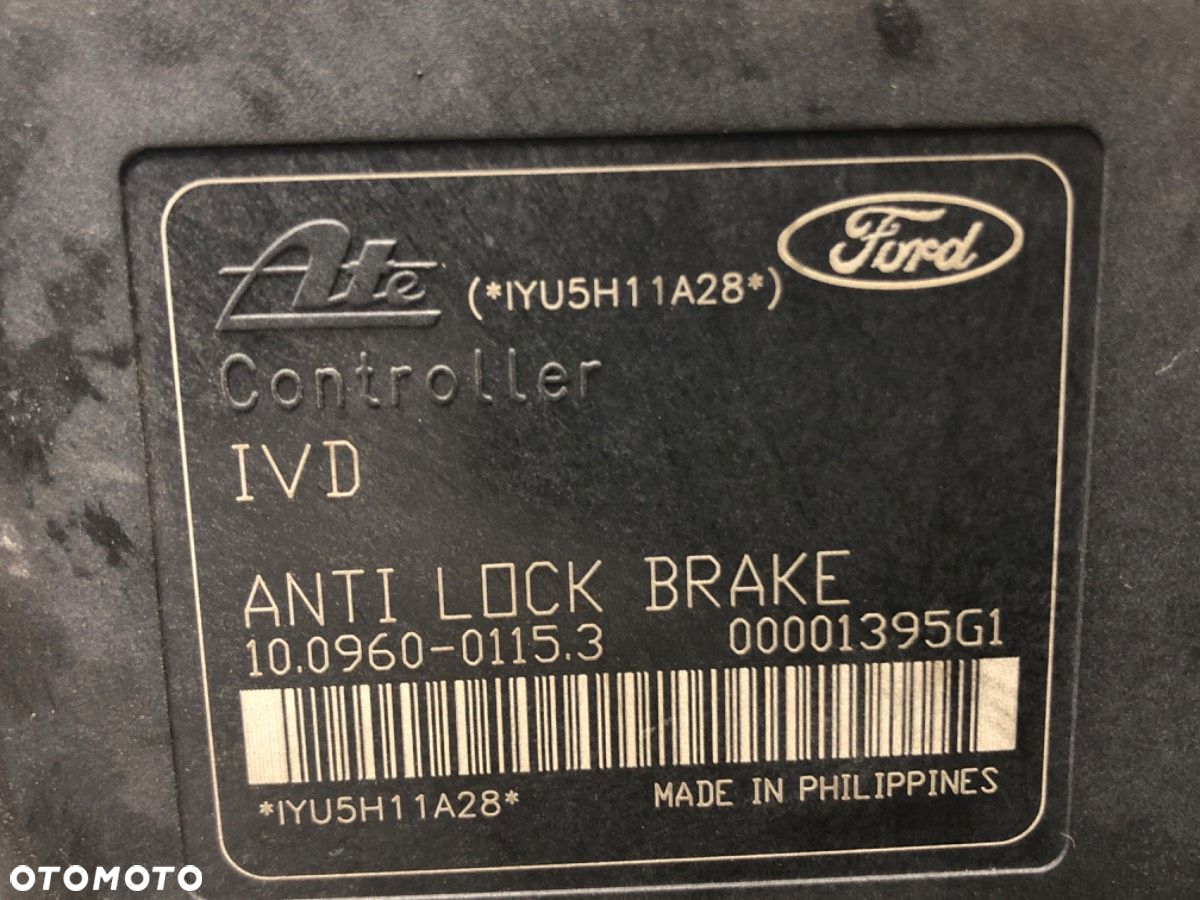 Ate (*IYU5H11A28*) Ford
Controller
IVD
ANTI LOCK BRAKE
10.0960-0115.3 00001395G1
*IYU5H11A28* MADE IN PHILIPPINES
OTOMOTO